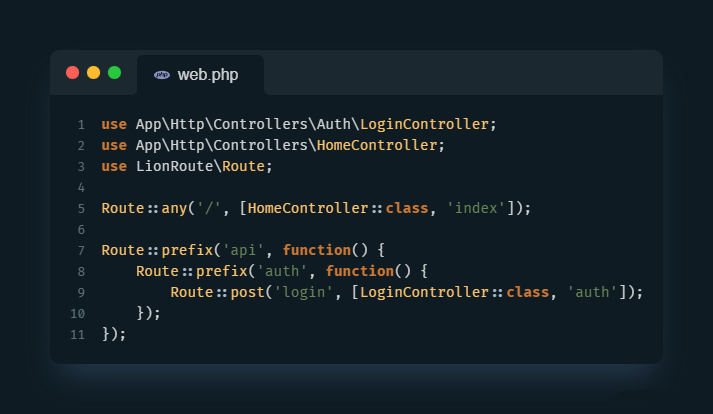 php web.php
1 use App\Http\Controllers\Auth\LoginController;
2 use App\Http\Controllers\HomeController;
3 use LionRoute\Route;
4
5 Route::any('/', [HomeController::class, 'index']);
6
7 Route::prefix('api', function() {
8     Route::prefix('auth', function() {
9         Route::post('login', [LoginController::class, 'auth']);
10     });
11 });